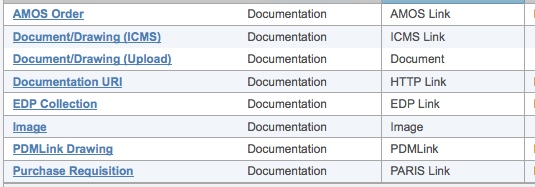 AMOS Order Documentation AMOS Link
Document/Drawing (ICMS) Documentation ICMS Link
Document/Drawing (Upload) Documentation Document
Documentation URI Documentation HTTP Link
EDP Collection Documentation EDP Link
Image Documentation Image
PDMLink Drawing Documentation PDMLink
Purchase Requisition Documentation PARIS Link